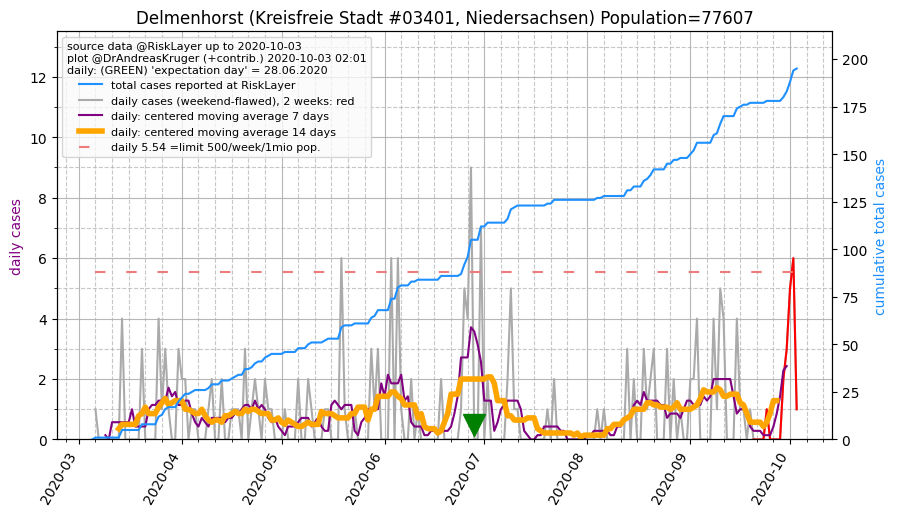 Delmenhorst (Kreisfreie Stadt #03401, Niedersachsen) Population=77607
source data @RiskLayer up to 2020-10-03
plot @DrAndreasKruger (+contrib.) 2020-10-03 02:01
daily: (GREEN) 'expectation day' = 28.06.2020
total cases reported at RiskLayer
daily cases (weekend-flawed), 2 weeks: red
daily: centered moving average 7 days
daily: centered moving average 14 days
daily 5.54 =limit 500/week/1mio pop.
daily cases
12
10
8
6
4
2
0
200
175
150
125
100
75
50
25
0
cumulative total cases
2020-03
2020-04
2020-05
2020-06
2020-07
2020-08
2020-09
2020-10